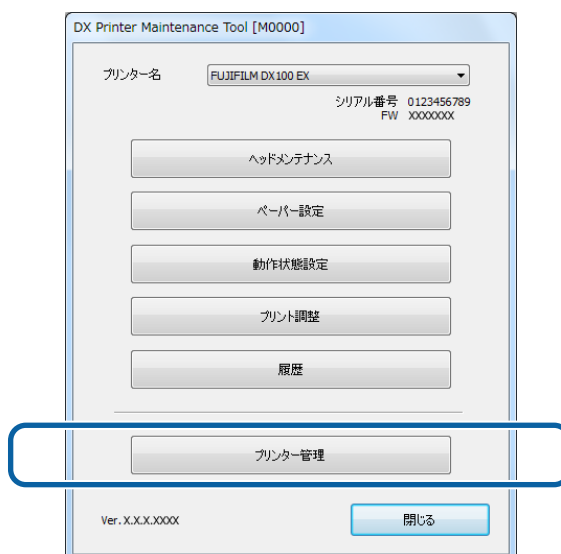 DX Printer Maintenance Tool [M0000]
プリンター名 FUJIFILM DX100 EX
シリアル番号 0123456789
FW XXXXXXX
ヘッドメンテナンス
ペーパー設定
動作状態設定
プリント調整
履歴
プリンター管理
Ver. X.X.X.XXXX 閉じる